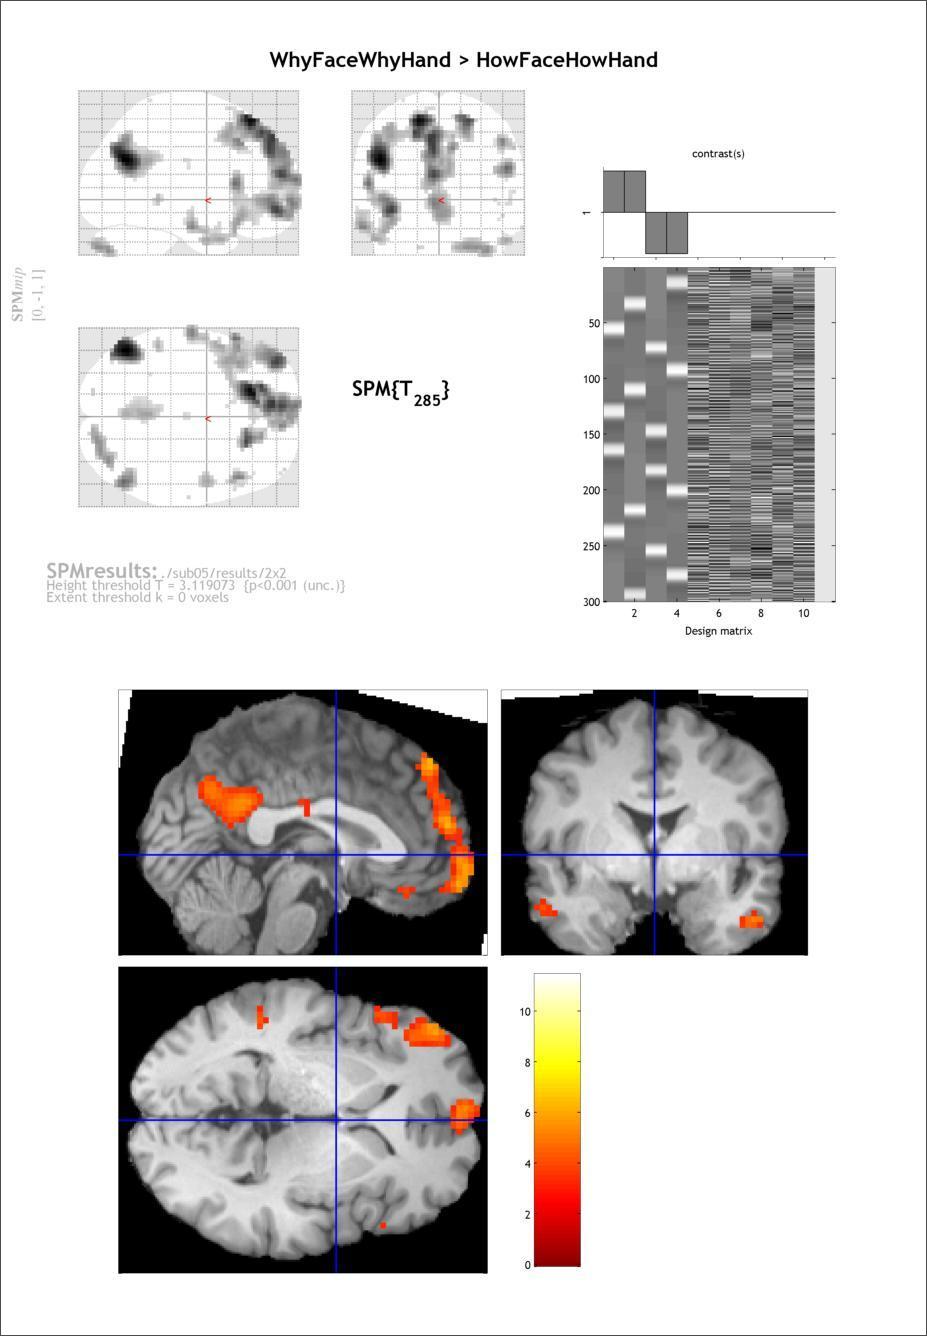 WhyFaceWhyHand > HowFaceHowHand
<
<
<
SPMmip
[0, -1, 1]
SPM{T285}
contrast(s)
1
50
100
150
200
250
300
2
4
6
8
10
Design matrix
SPMresults: ./sub05/results/2x2
Height threshold T = 3.119073 {p<0.001 (unc.)}
Extent threshold k = 0 voxels
10
8
6
4
2
0